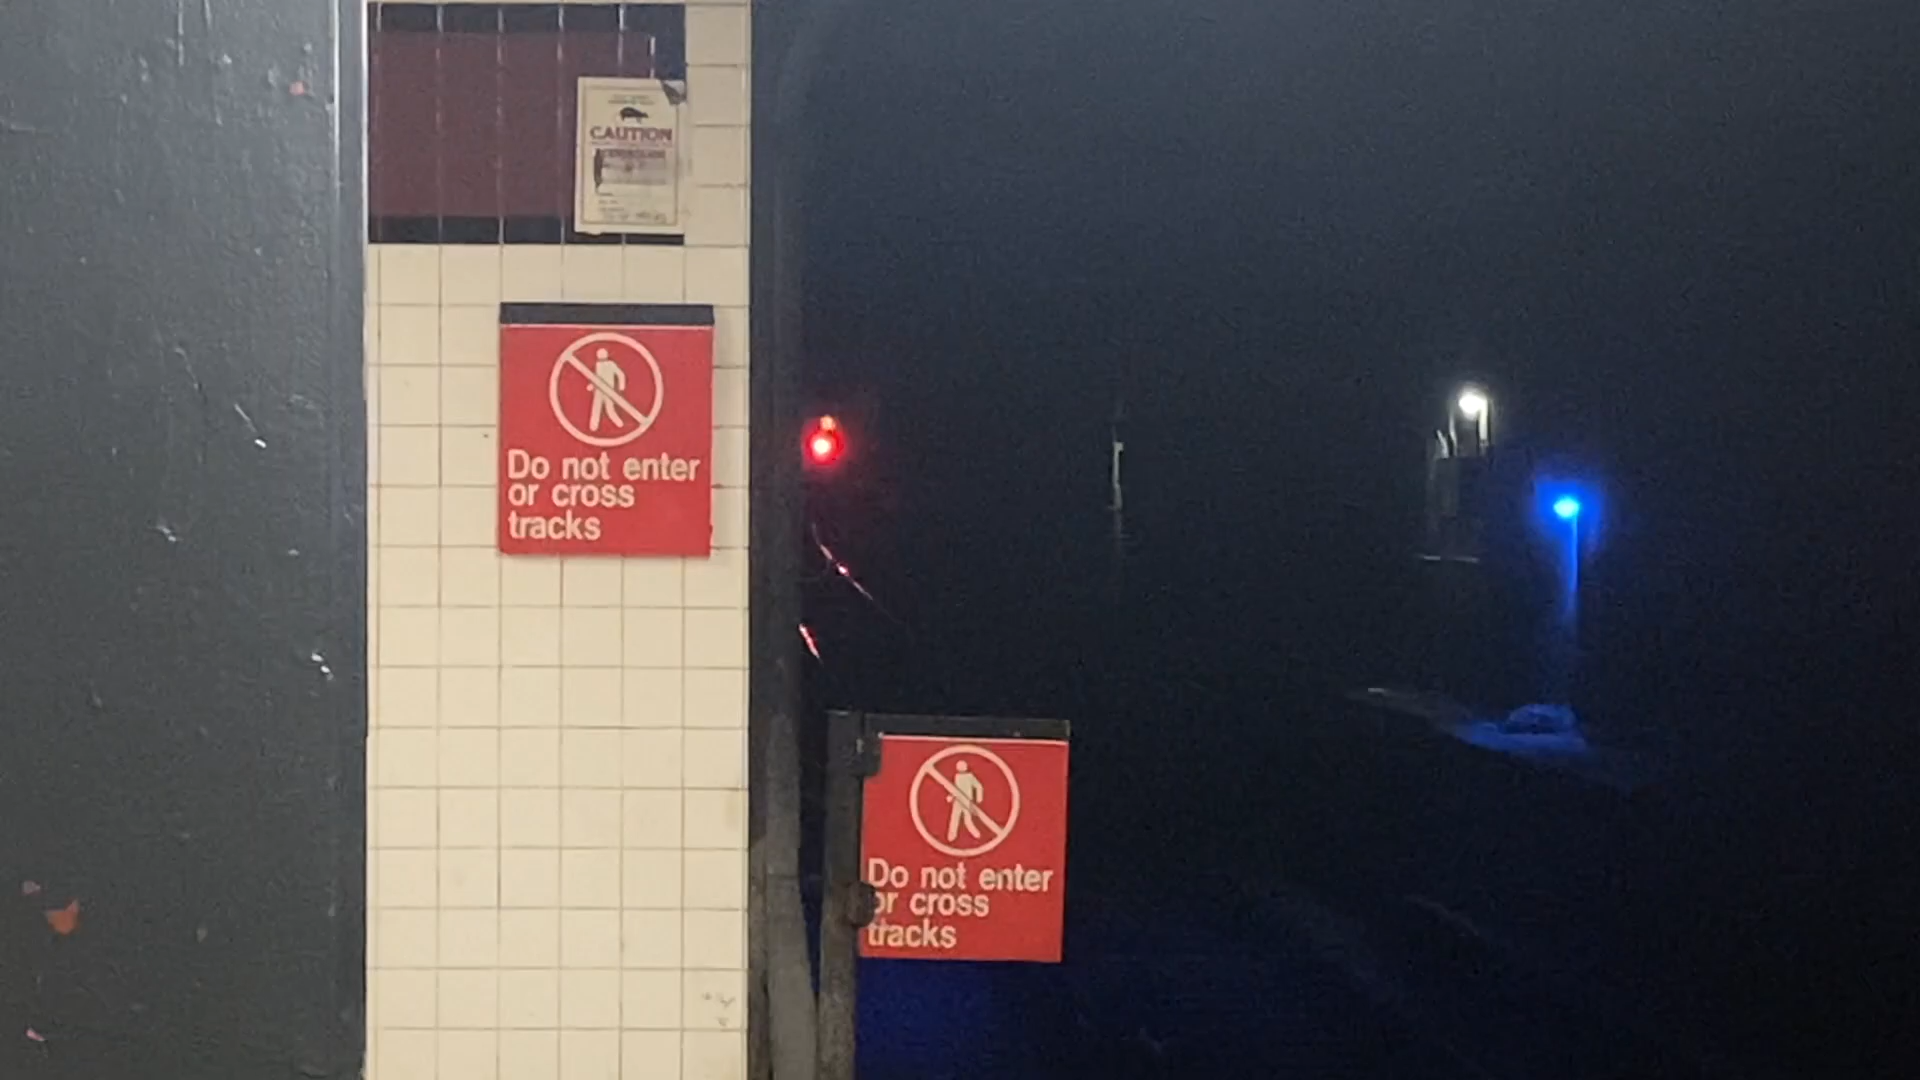 CAUTION
Do not enter
or cross
tracks
Do not enter
or cross
tracks